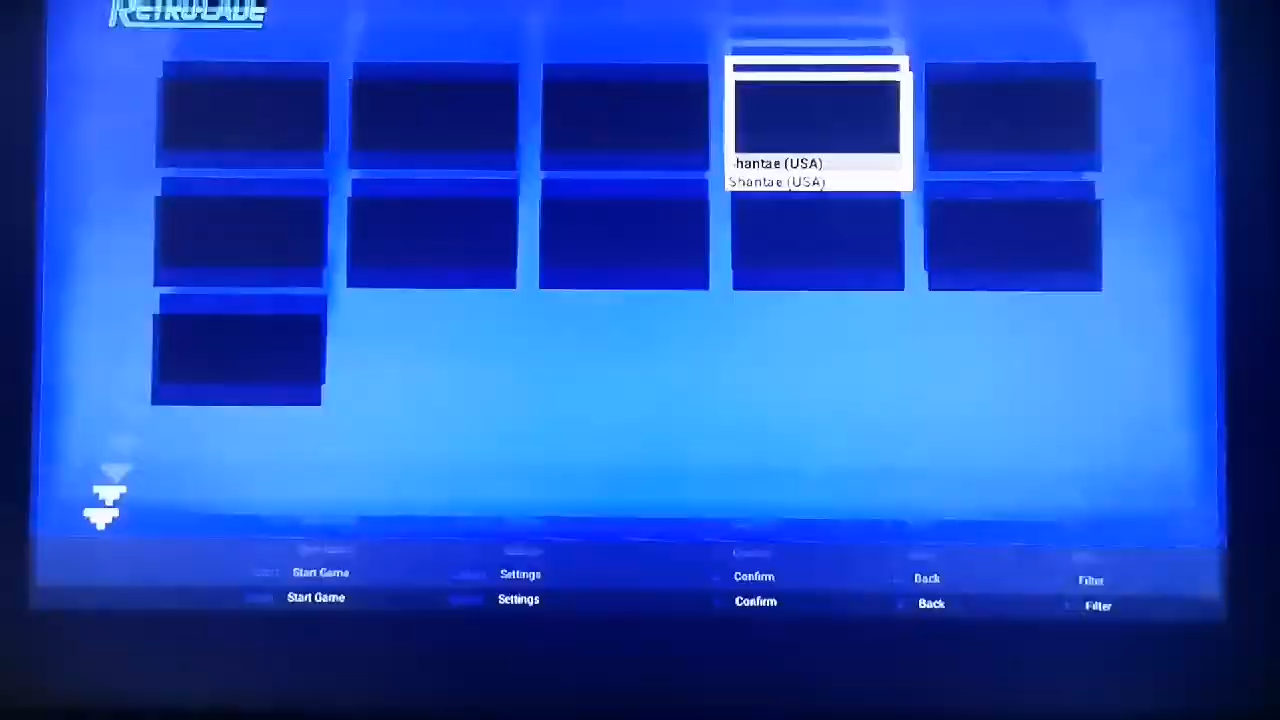 RETROCADE
hantae (USA)
Shantae (USA)
Start Game Settings Confirm Back Filter
Start Game Settings Confirm Back Filter